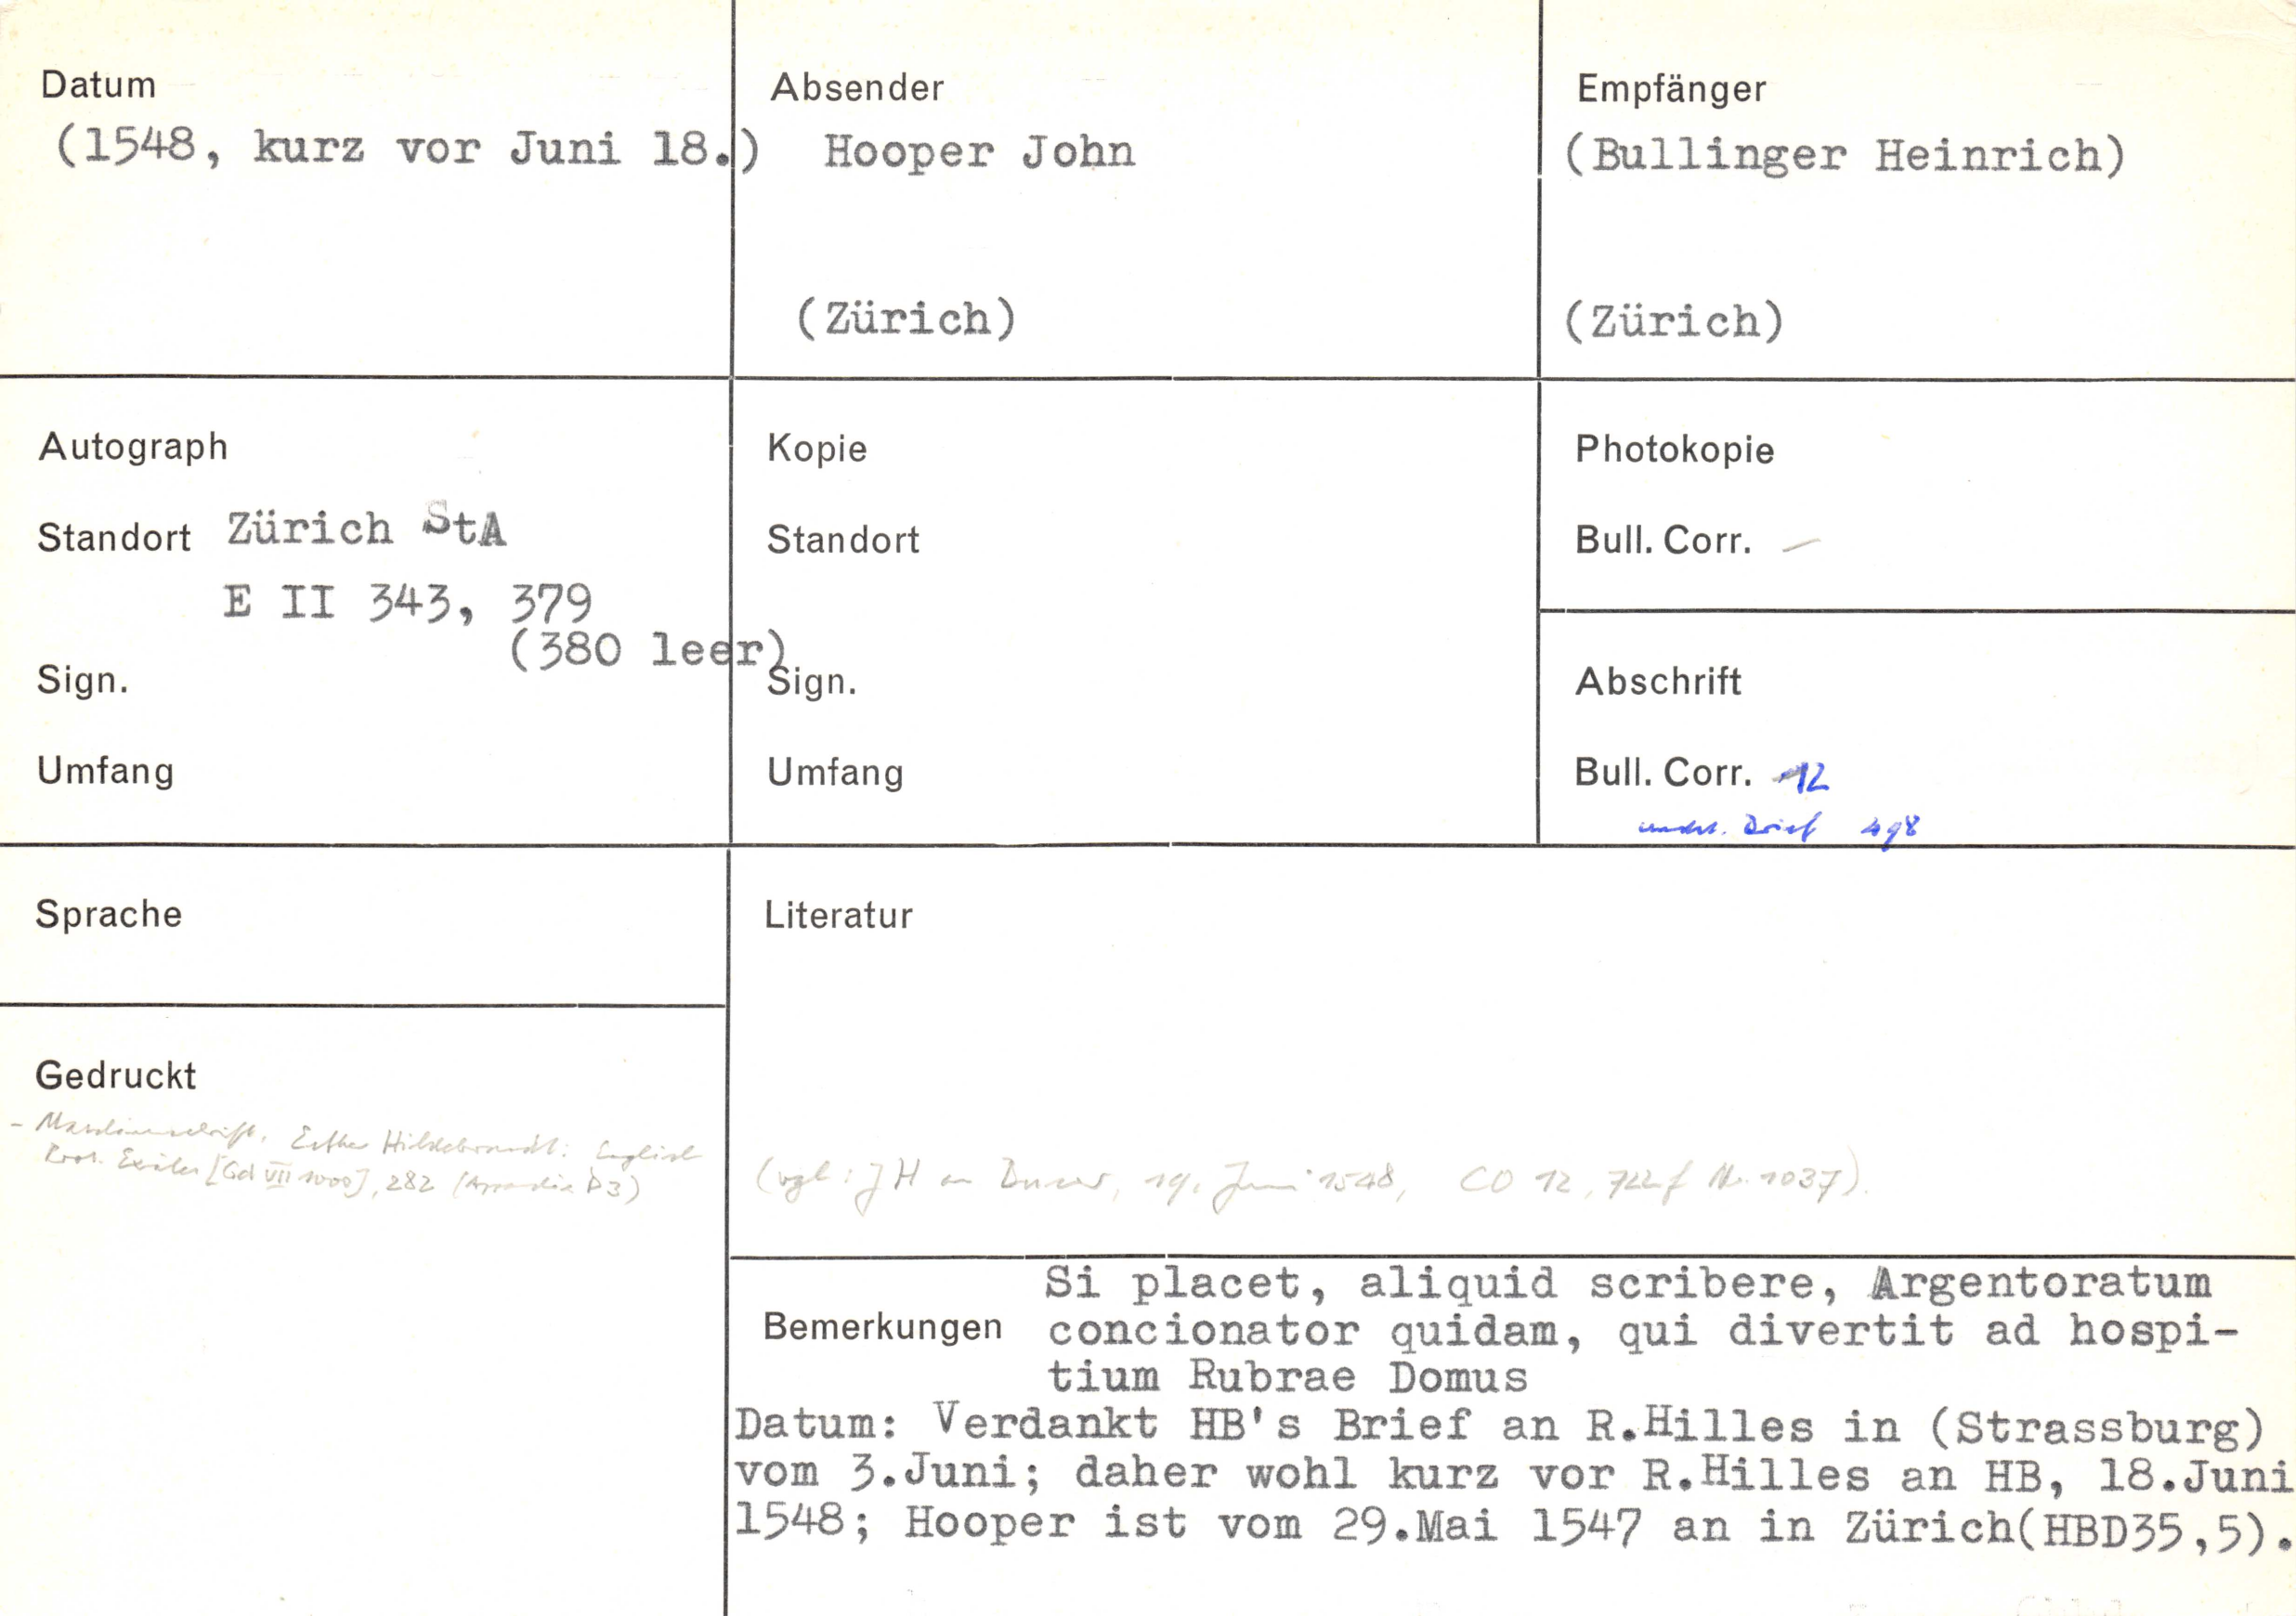 Datum
(1548, kurz vor Juni 18.)
Absender
Hooper John
(Zürich)
Empfänger
(Bullinger Heinrich)
(Zürich)
Autograph
Standort Zürich StA
E II 343, 379
(380 leer)
Sign.
Umfang
Kopie
Standort
Sign.
Umfang
Photokopie
Bull. Corr. –
Abschrift
Bull. Corr. 12
undat. Brief 498
Sprache
Gedruckt
- Maschinenschrift. Esther Hildebrandt: English
Prot. Exiles [Gd VII 1000], 282 (Appendix D3)
Literatur
(vgl: JH an Bucer, 19. Juni 1548, CO 12, 722f Nr. 1037).
Bemerkungen
Si placet, aliquid scribere, Argentoratum
concionator quidam, qui divertit ad hospi-
tium Rubrae Domus
Datum: Verdankt HB's Brief an R.Hilles in (Strassburg)
vom 3.Juni; daher wohl kurz vor R.Hilles an HB, 18.Juni
1548; Hooper ist vom 29.Mai 1547 an in Zürich(HBD35,5).